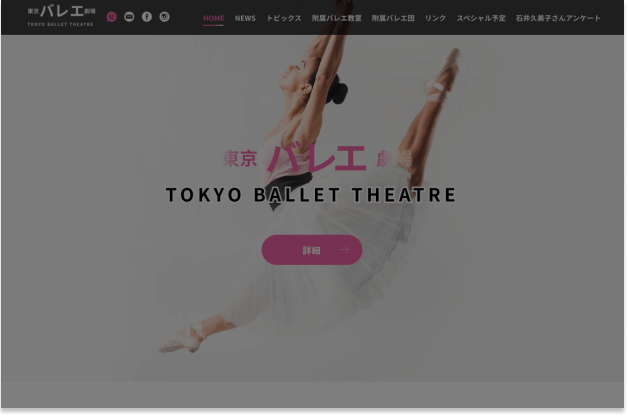 東京バレエ劇場
TOKYO BALLET THEATRE
HOME NEWS トピックス 附属バレエ教室 附属バレエ団 リンク スペシャル予定 石井久美子さんアンケート
東京 バレエ 劇場
TOKYO BALLET THEATRE
詳細